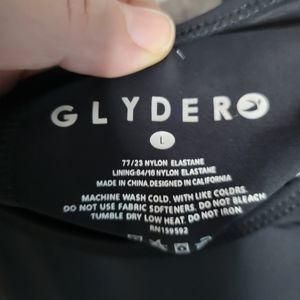 GLYDER
L
77/23 NYLON ELASTANE
LINING:84/16 NYLON ELASTANE
MADE IN CHINA.DESIGNED IN CALIFORNIA
MACHINE WASH COLD, WITH LIKE COLORS.
DO NOT USE FABRIC SOFTENERS. DO NOT BLEACH
TUMBLE DRY LOW HEAT. DO NOT IRON
RN159592